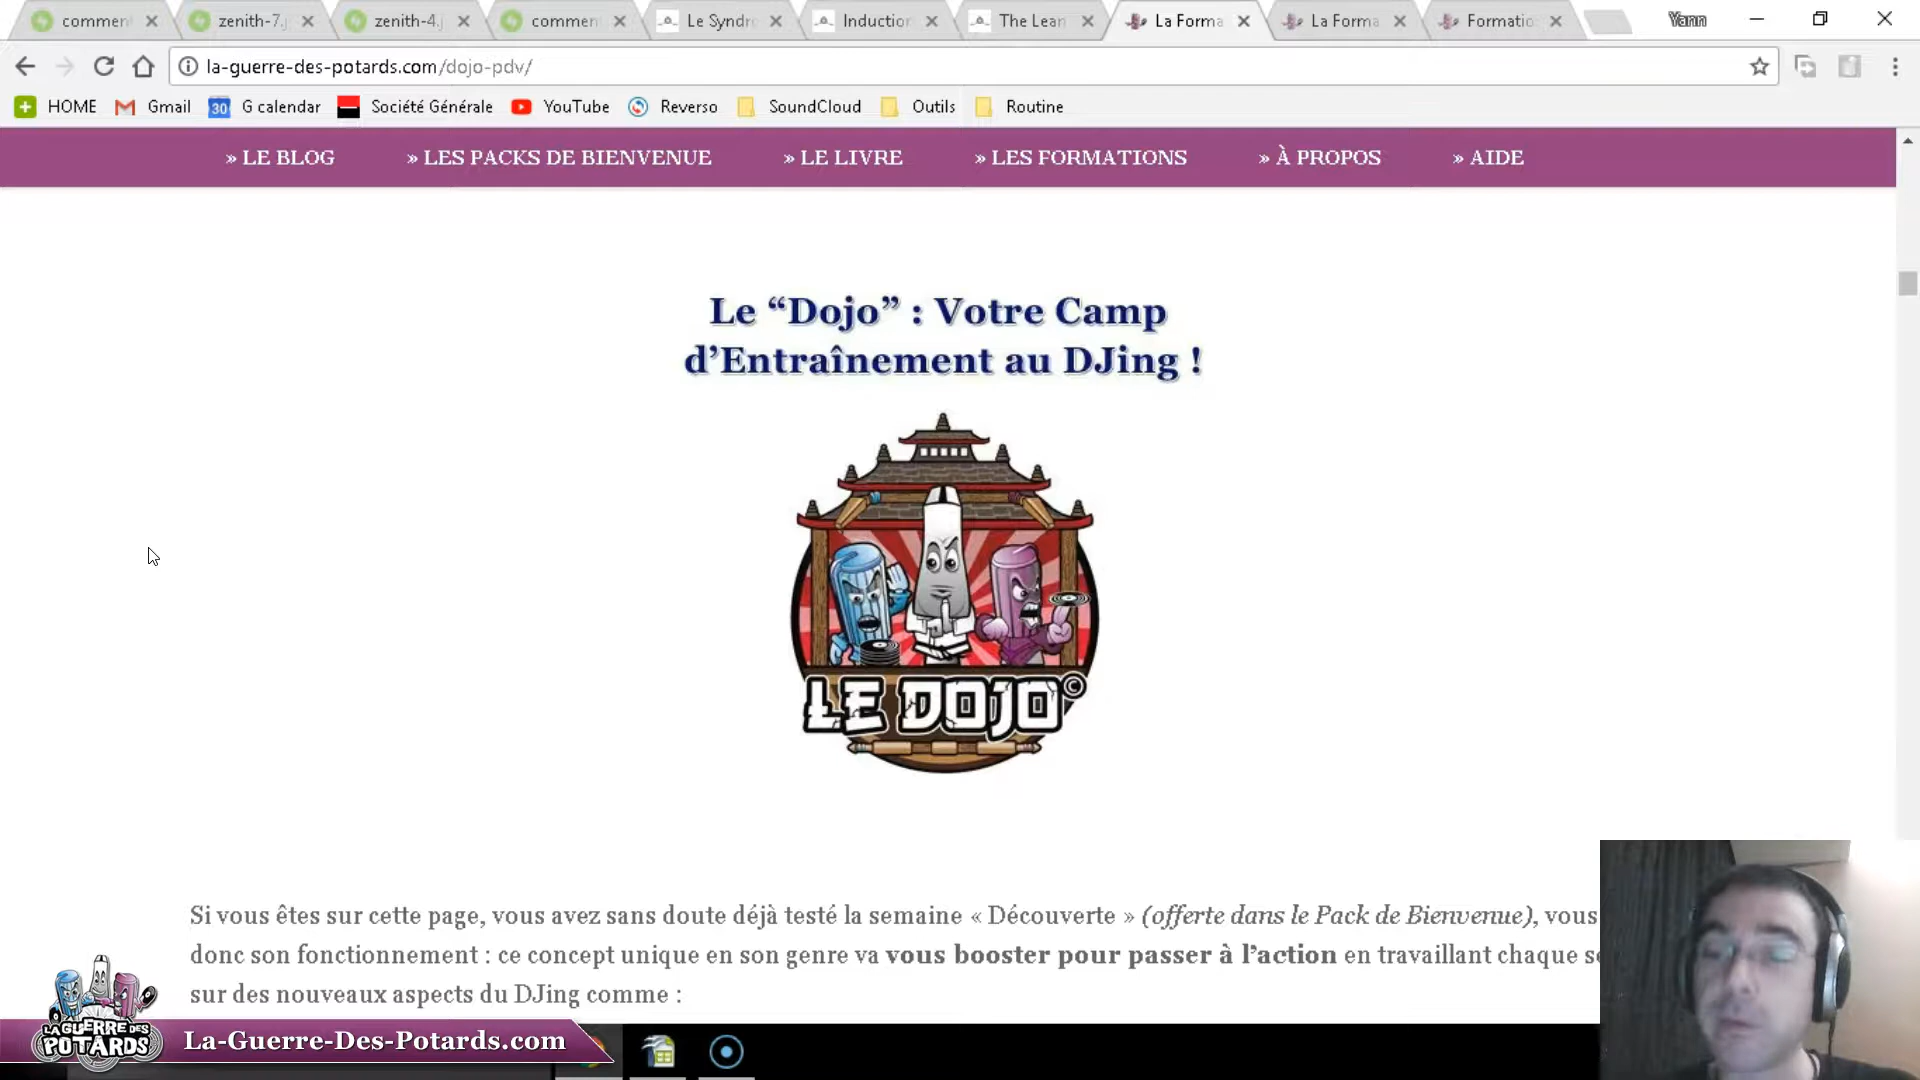 commen
zenith-7.j
zenith-4.j
commen
Le Syndro
Induction
The Lean
La Forma
La Forma
Formatio
Yann
la-guerre-des-potards.com/dojo-pdv/
HOME
Gmail
30
G calendar
Société Générale
YouTube
Reverso
SoundCloud
Outils
Routine
» LE BLOG
» LES PACKS DE BIENVENUE
» LE LIVRE
» LES FORMATIONS
» À PROPOS
» AIDE
Le “Dojo” : Votre Camp
d’Entraînement au DJing !
LE DOJO©
Si vous êtes sur cette page, vous avez sans doute déjà testé la semaine « Découverte » (offerte dans le Pack de Bienvenue), vous
donc son fonctionnement : ce concept unique en son genre va vous booster pour passer à l’action en travaillant chaque se
sur des nouveaux aspects du DJing comme :
LA GUERRE DES
POTARDS
La-Guerre-Des-Potards.com